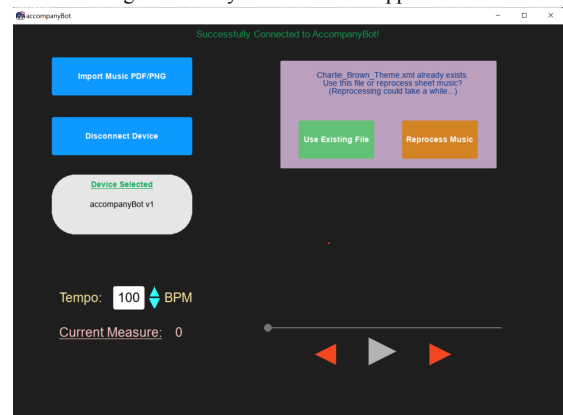 accompanyBot
Successfully Connected to AccompanyBot!
Import Music PDF/PNG
Charlie_Brown_Theme.xml already exists.
Use this file or reprocess sheet music?
(Reprocessing could take a while...)
Disconnect Device
Use Existing File
Reprocess Music
Device Selected
accompanyBot v1
Tempo: 100 BPM
Current Measure: 0